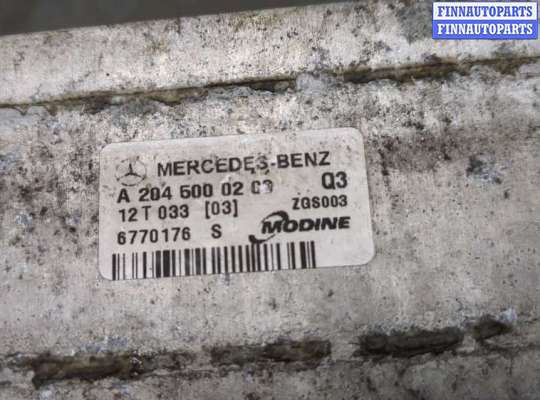 FINNAUTOPARTS
FINNAUTOPARTS
MERCEDES-BENZ
A 204 500 02 03 Q3
12 T 033 [03] ZGS003
6770176 S MODINE